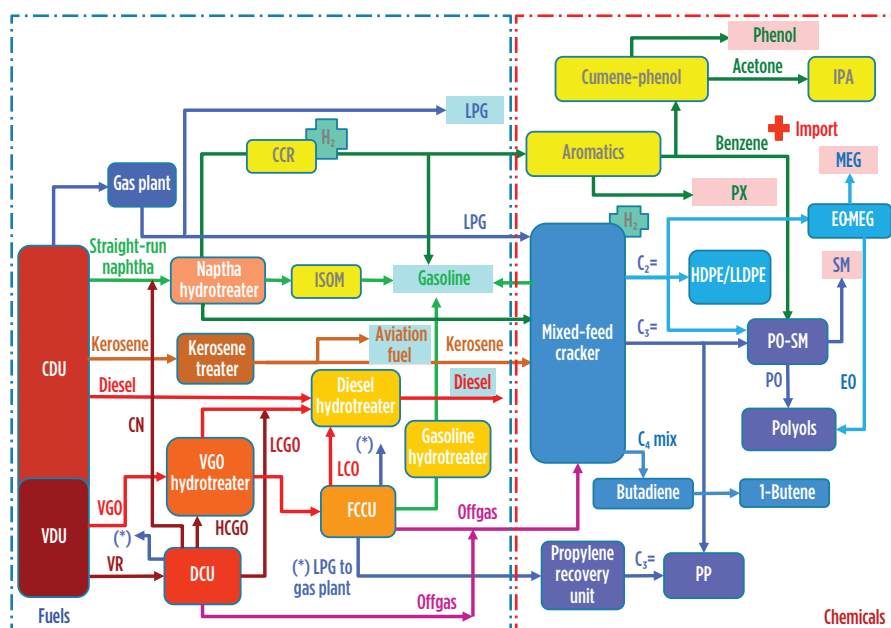 Phenol
Cumene-phenol
Acetone
IPA
LPG
H₂
CCR
Aromatics
Benzene
Import
MEG
Gas plant
PX
LPG
H₂
EO-MEG
Straight-run
naphtha
Naptha
hydrotreater
ISOM
Gasoline
C₂=
HDPE/LLDPE
SM
Mixed-feed
cracker
C₃=
PO-SM
Kerosene
Kerosene
treater
Aviation
fuel
Kerosene
CDU
Diesel
Diesel
hydrotreater
Diesel
PO
EO
CN
LCGO
Polyols
VGO
hydrotreater
(*)
Gasoline
hydrotreater
C₄ mix
LCO
Butadiene
1-Butene
VGO
FCCU
Offgas
VDU
HCGO
(*)
VR
DCU
(*) LPG to
gas plant
Propylene
recovery
unit
C₃=
PP
Offgas
Fuels
Chemicals